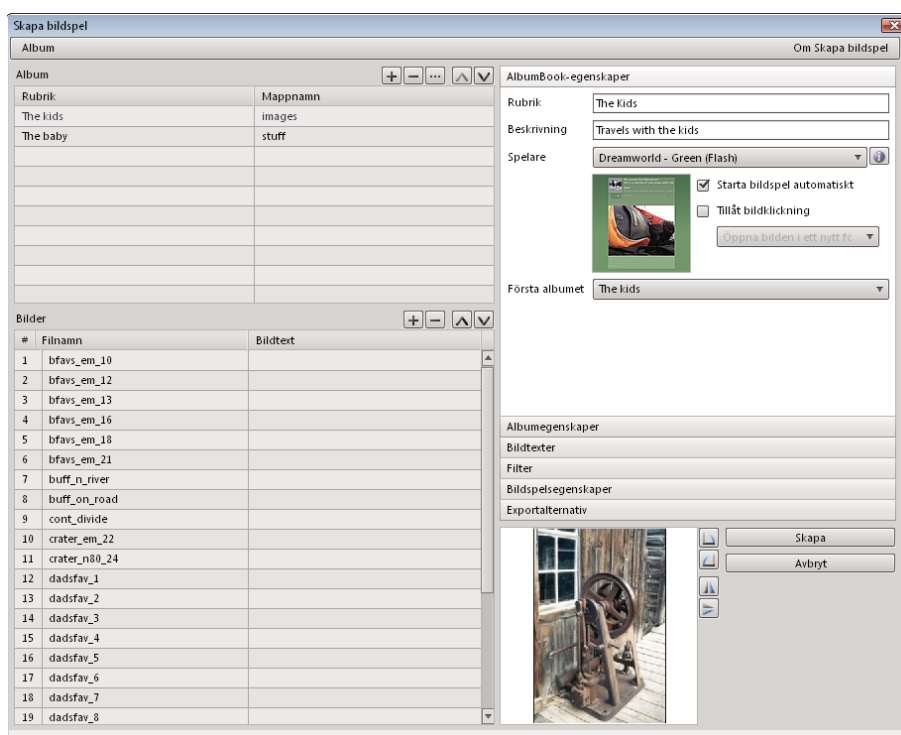 Skapa bildspel
Album
Om Skapa bildspel
Album
Rubrik Mappnamn
The kids images
The baby stuff
Bilder
# Filnamn Bildtext
1 bfavs_em_10
2 bfavs_em_12
3 bfavs_em_13
4 bfavs_em_16
5 bfavs_em_18
6 bfavs_em_21
7 buff_n_river
8 buff_on_road
9 cont_divide
10 crater_em_22
11 crater_n80_24
12 dadsfav_1
13 dadsfav_2
14 dadsfav_3
15 dadsfav_4
16 dadsfav_5
17 dadsfav_6
18 dadsfav_7
19 dadsfav_8
AlbumBook-egenskaper
Rubrik The Kids
Beskrivning Travels with the kids
Spelare Dreamworld - Green (Flash)
Starta bildspel automatiskt
Tillåt bildklickning
Öppna bilden i ett nytt fö
Första albumet The kids
Albumegenskaper
Bildtexter
Filter
Bildspelsegenskaper
Exportalternativ
Skapa
Avbryt